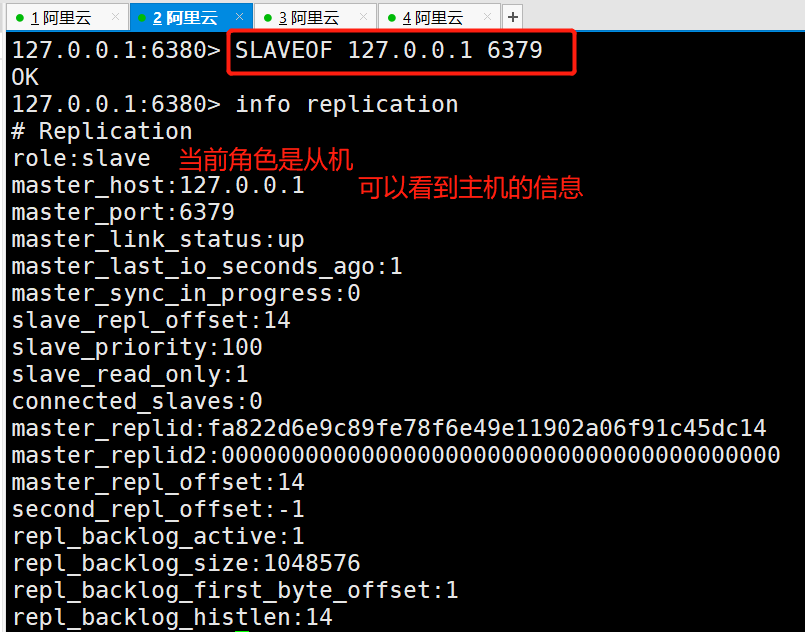 1 阿里云 2 阿里云 3 阿里云 4 阿里云
127.0.0.1:6380> SLAVEOF 127.0.0.1 6379
OK
127.0.0.1:6380> info replication
# Replication
role:slave 当前角色是从机
master_host:127.0.0.1 可以看到主机的信息
master_port:6379
master_link_status:up
master_last_io_seconds_ago:1
master_sync_in_progress:0
slave_repl_offset:14
slave_priority:100
slave_read_only:1
connected_slaves:0
master_replid:fa822d6e9c89fe78f6e49e11902a06f91c45dc14
master_replid2:0000000000000000000000000000000000000000
master_repl_offset:14
second_repl_offset:-1
repl_backlog_active:1
repl_backlog_size:1048576
repl_backlog_first_byte_offset:1
repl_backlog_histlen:14